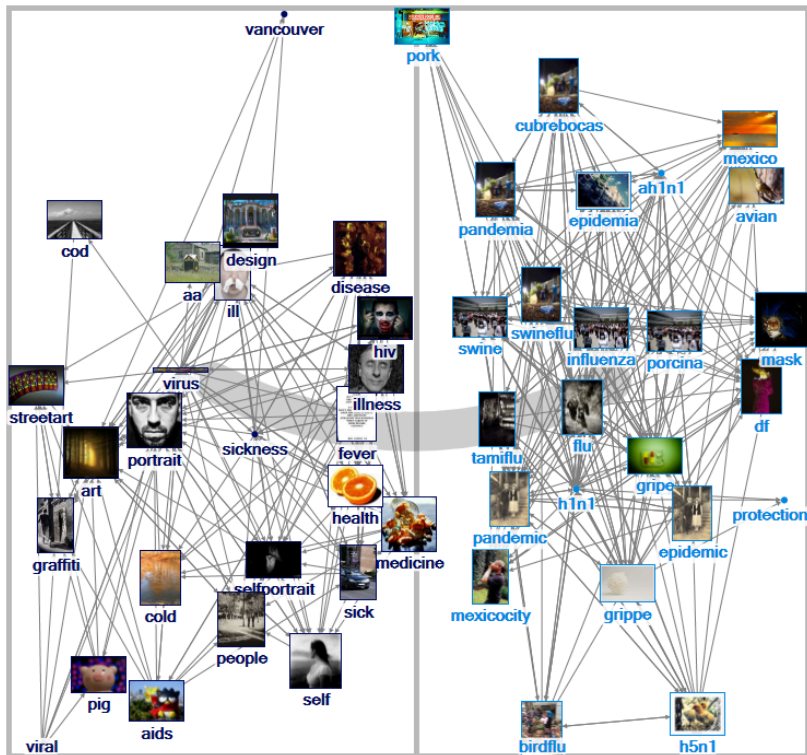 vancouver
pork
cubrebocas
mexico
ah1n1
pandemia
epidemia
avian
cod
design
aa
ill
disease
swineflu
swine
influenza
porcina
mask
hiv
virus
illness
streetart
portrait
sickness
fever
tamiflu
flu
df
art
gripe
h1n1
health
pandemic
protection
graffiti
medicine
epidemic
selfportrait
cold
sick
mexicocity
grippe
people
pig
self
aids
viral
birdflu
h5n1